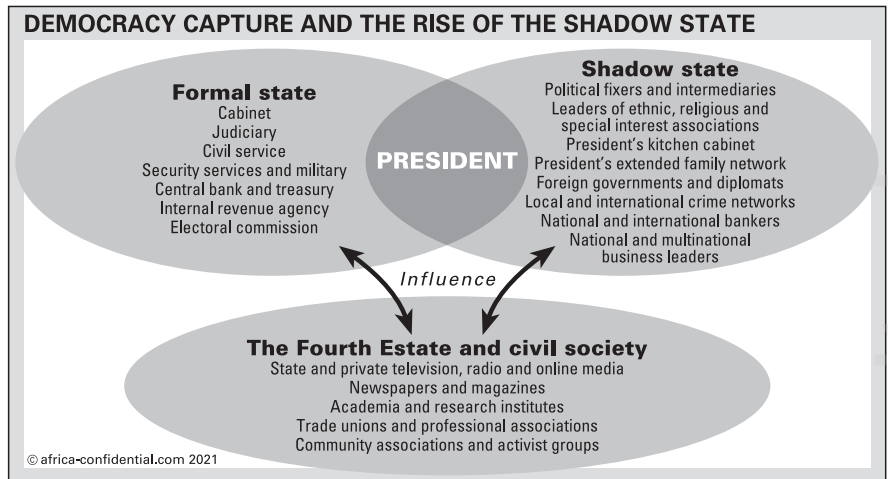 DEMOCRACY CAPTURE AND THE RISE OF THE SHADOW STATE
Formal state
Cabinet
Judiciary
Civil service
Security services and military
Central bank and treasury
Internal revenue agency
Electoral commission
PRESIDENT
Shadow state
Political fixers and intermediaries
Leaders of ethnic, religious and
special interest associations
President's kitchen cabinet
President's extended family network
Foreign governments and diplomats
Local and international crime networks
National and international bankers
National and multinational
business leaders
Influence
The Fourth Estate and civil society
State and private television, radio and online media
Newspapers and magazines
Academia and research institutes
Trade unions and professional associations
Community associations and activist groups
© africa-confidential.com 2021